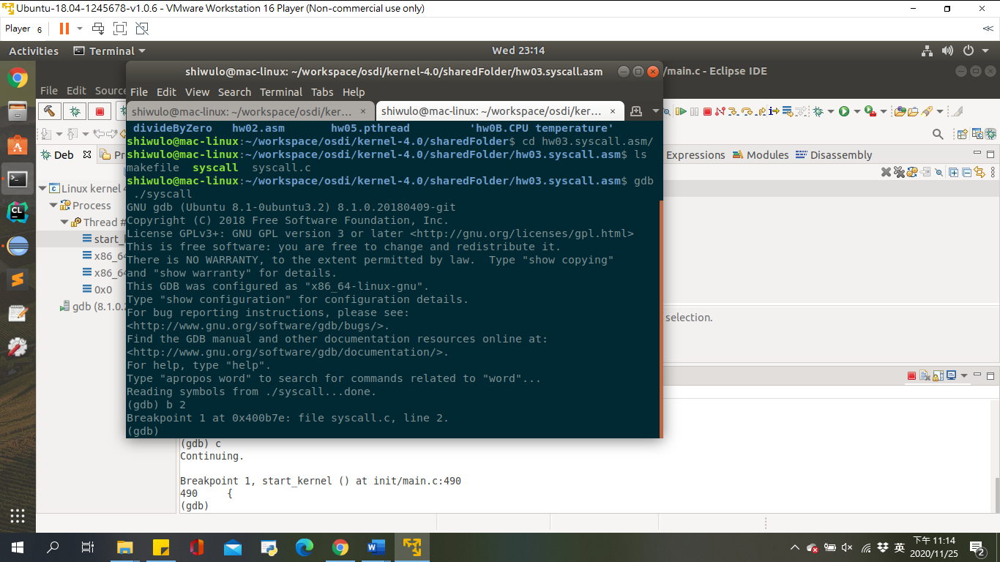 Ubuntu-18.04-1245678-v1.0.6 - VMware Workstation 16 Player (Non-commercial use only)
Player 6
Activities Terminal Wed 23:14
shiwulo@mac-linux: ~/workspace/osdi/kernel-4.0/sharedFolder/hw03.syscall.asm
/main.c - Eclipse IDE
File Edit Source
File Edit View Search Terminal Tabs Help
shiwulo@mac-linux: ~/workspace/osdi/ker... × shiwulo@mac-linux: ~/workspace/osdi/ker... ×
divideByZero hw02.asm hw05.pthread 'hw0B.CPU temperature'
shiwulo@mac-linux:~/workspace/osdi/kernel-4.0/sharedFolder$ cd hw03.syscall.asm/
shiwulo@mac-linux:~/workspace/osdi/kernel-4.0/sharedFolder/hw03.syscall.asm$ ls
makefile syscall syscall.c
shiwulo@mac-linux:~/workspace/osdi/kernel-4.0/sharedFolder/hw03.syscall.asm$ gdb
./syscall
GNU gdb (Ubuntu 8.1-0ubuntu3.2) 8.1.0.20180409-git
Copyright (C) 2018 Free Software Foundation, Inc.
License GPLv3+: GNU GPL version 3 or later <http://gnu.org/licenses/gpl.html>
This is free software: you are free to change and redistribute it.
There is NO WARRANTY, to the extent permitted by law.  Type "show copying"
and "show warranty" for details.
This GDB was configured as "x86_64-linux-gnu".
Type "show configuration" for configuration details.
For bug reporting instructions, please see:
<http://www.gnu.org/software/gdb/bugs/>.
Find the GDB manual and other documentation resources online at:
<http://www.gnu.org/software/gdb/documentation/>.
For help, type "help".
Type "apropos word" to search for commands related to "word"...
Reading symbols from ./syscall...done.
(gdb) b 2
Breakpoint 1 at 0x400b7e: file syscall.c, line 2.
(gdb)
Deb
Linux kernel 4
Process
Thread #
start_
x86_64
x86_64
0x0
gdb (8.1.0.
Expressions Modules Disassembly
selection.
(gdb) c
Continuing.
Breakpoint 1, start_kernel () at init/main.c:490
490 {
(gdb)
英
下午 11:14
2020/11/25
2